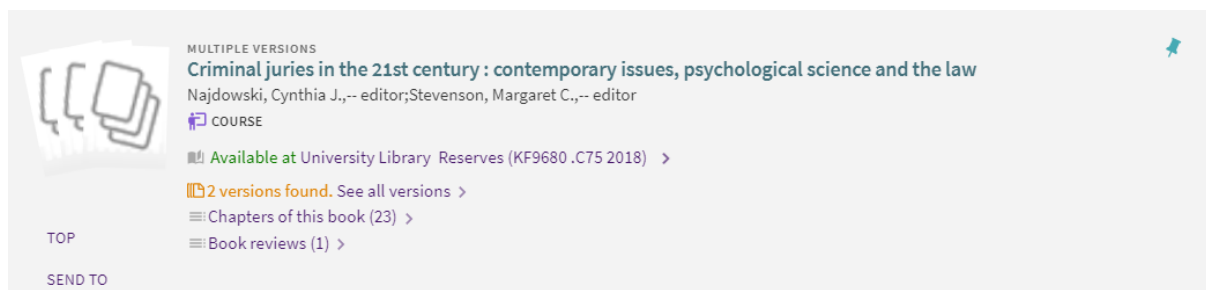 MULTIPLE VERSIONS
Criminal juries in the 21st century : contemporary issues, psychological science and the law
Najdowski, Cynthia J.,-- editor;Stevenson, Margaret C.,-- editor
COURSE
Available at University Library Reserves (KF9680 .C75 2018) >
2 versions found. See all versions >
Chapters of this book (23) >
Book reviews (1) >
TOP
SEND TO